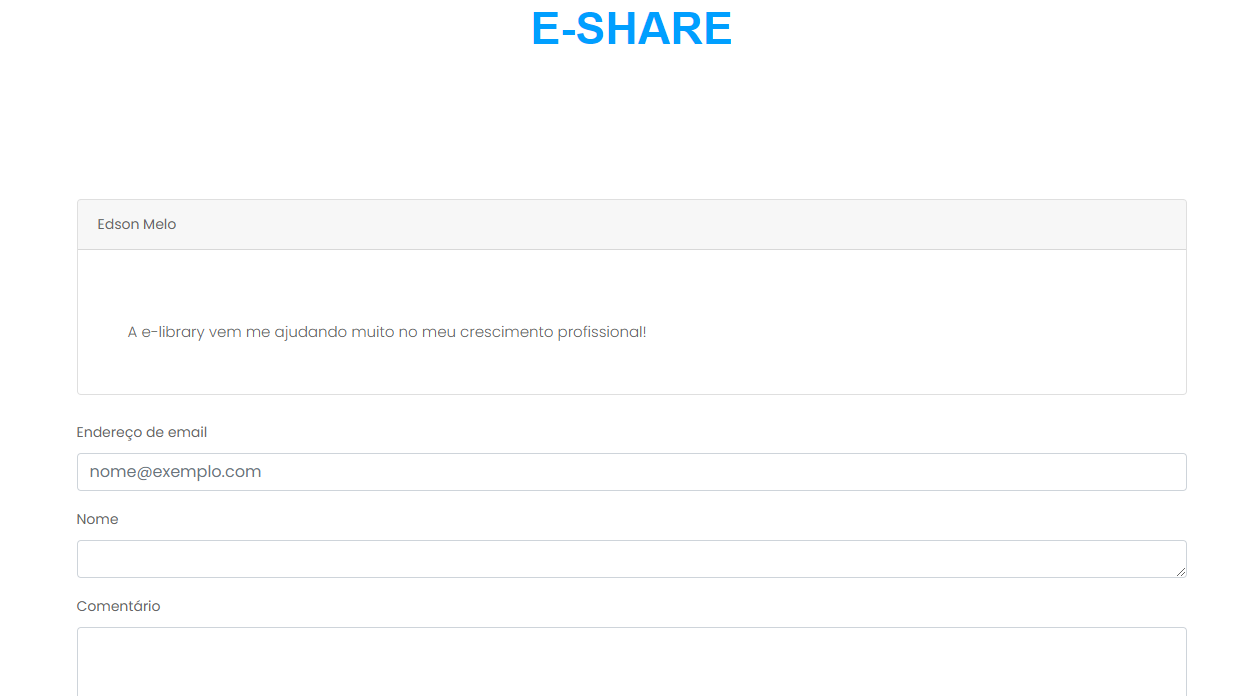 E-SHARE
Edson Melo
A e-library vem me ajudando muito no meu crescimento profissional!
Endereço de email
nome@exemplo.com
Nome
Comentário